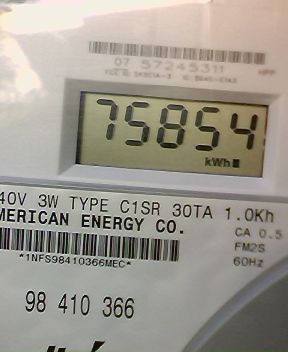 07 57245311
HPP
75854
kWh
40V 3W TYPE C1SR 30TA 1.0Kh
MERICAN ENERGY CO.
CA 0.5
FM2S
60Hz
*1NFS98410366MEC*
98 410 366